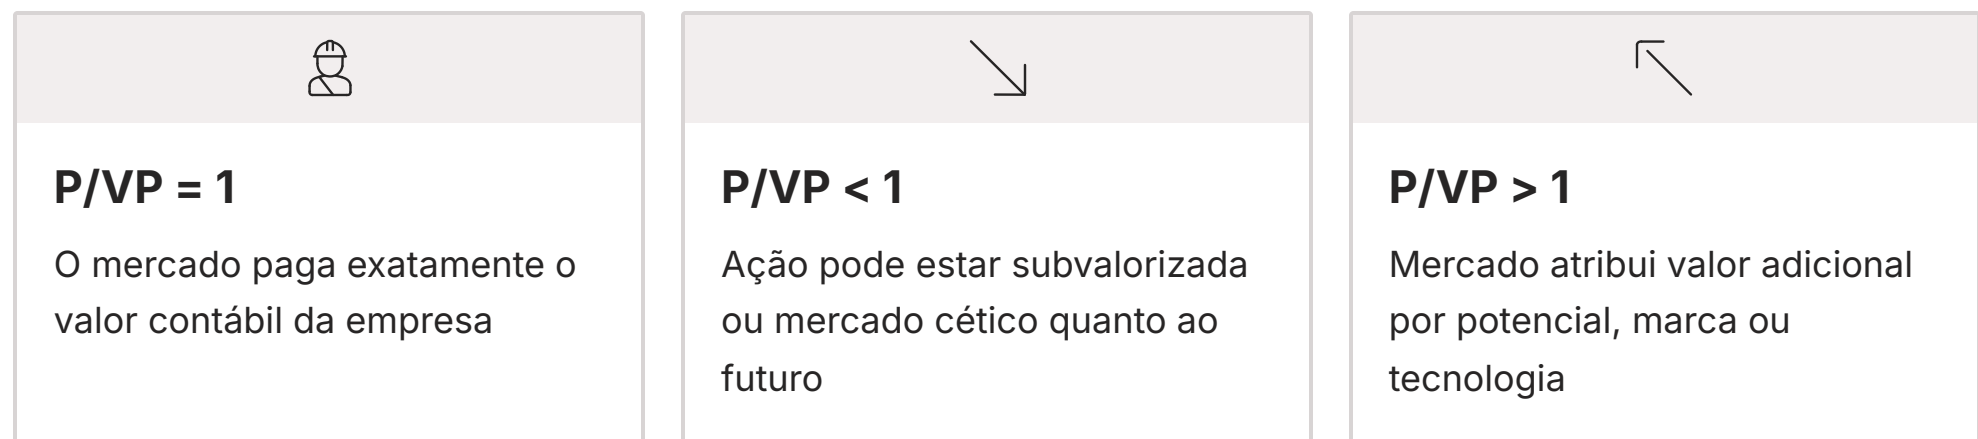 P/VP = 1
O mercado paga exatamente o
valor contábil da empresa
P/VP < 1
Ação pode estar subvalorizada
ou mercado cético quanto ao
futuro
P/VP > 1
Mercado atribui valor adicional
por potencial, marca ou
tecnologia